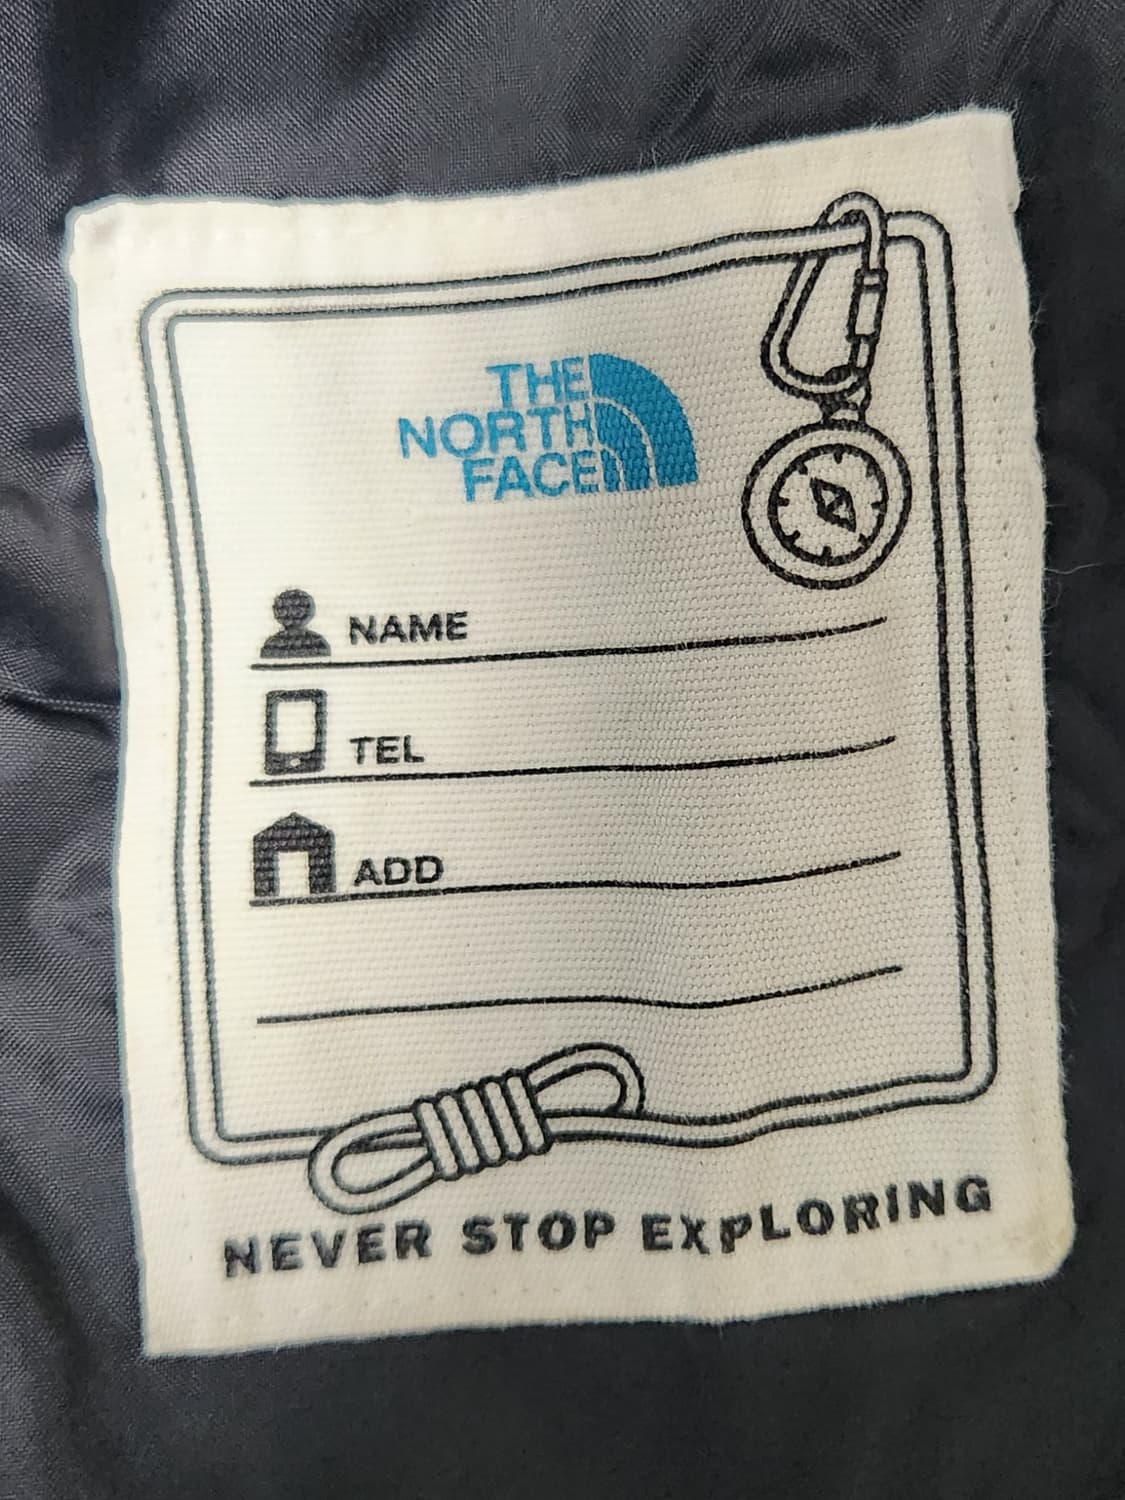 THE
NORTH
FACE
NAME
TEL
ADD
NEVER STOP EXPLORING